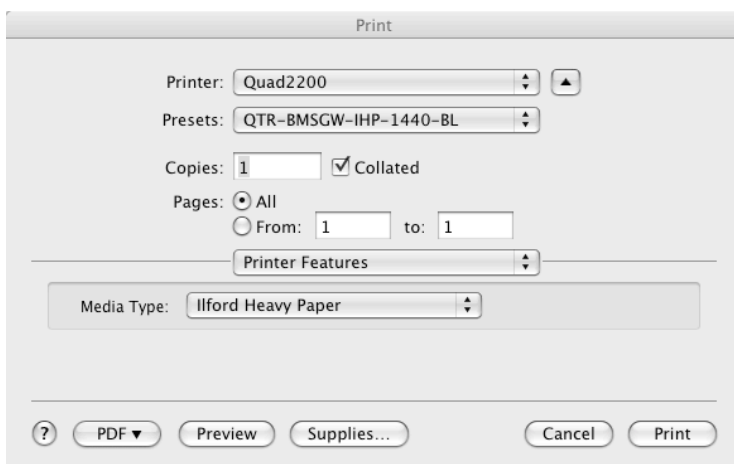 Print
Printer: Quad2200
Presets: QTR-BMSGW-IHP-1440-BL
Copies: 1 Collated
Pages: All
From: 1 to: 1
Printer Features
Media Type: Ilford Heavy Paper
? PDF▼ Preview Supplies... Cancel Print